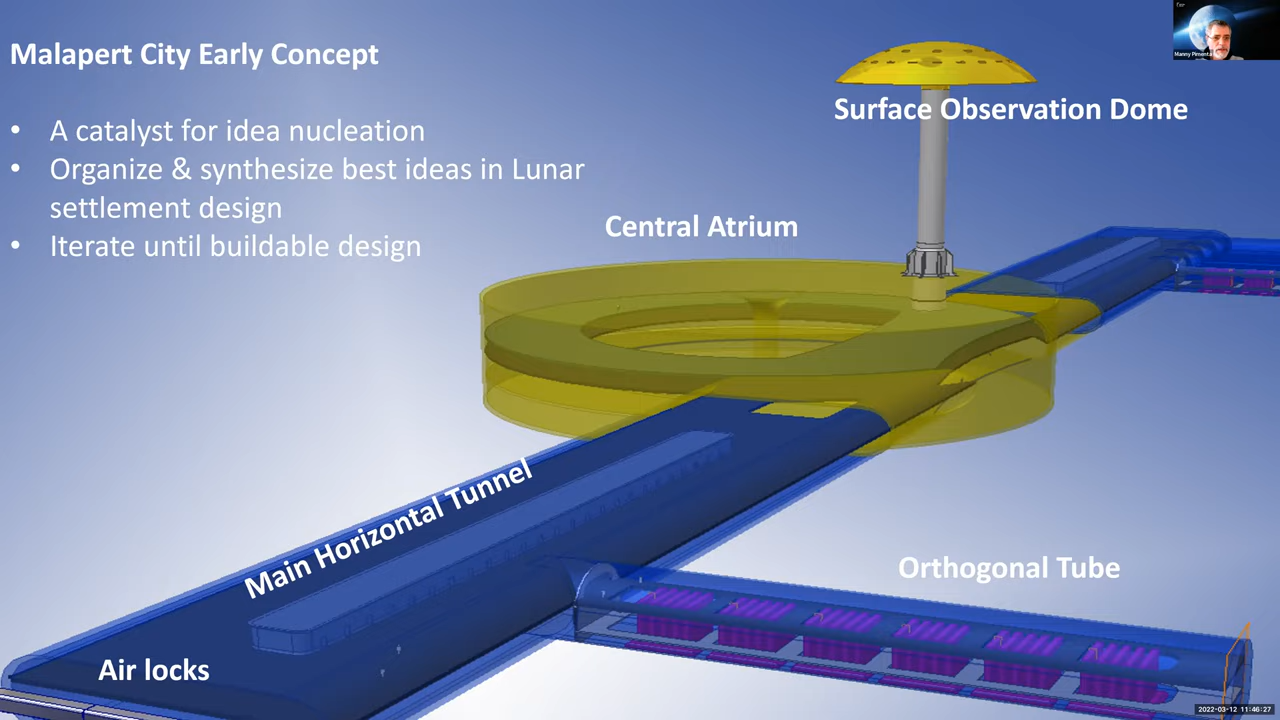 Malapert City Early Concept
• A catalyst for idea nucleation
• Organize & synthesize best ideas in Lunar
settlement design
• Iterate until buildable design
Surface Observation Dome
Central Atrium
Main Horizontal Tunnel
Orthogonal Tube
Air locks
Manny Pimenta
2022-03-12 11:46:27